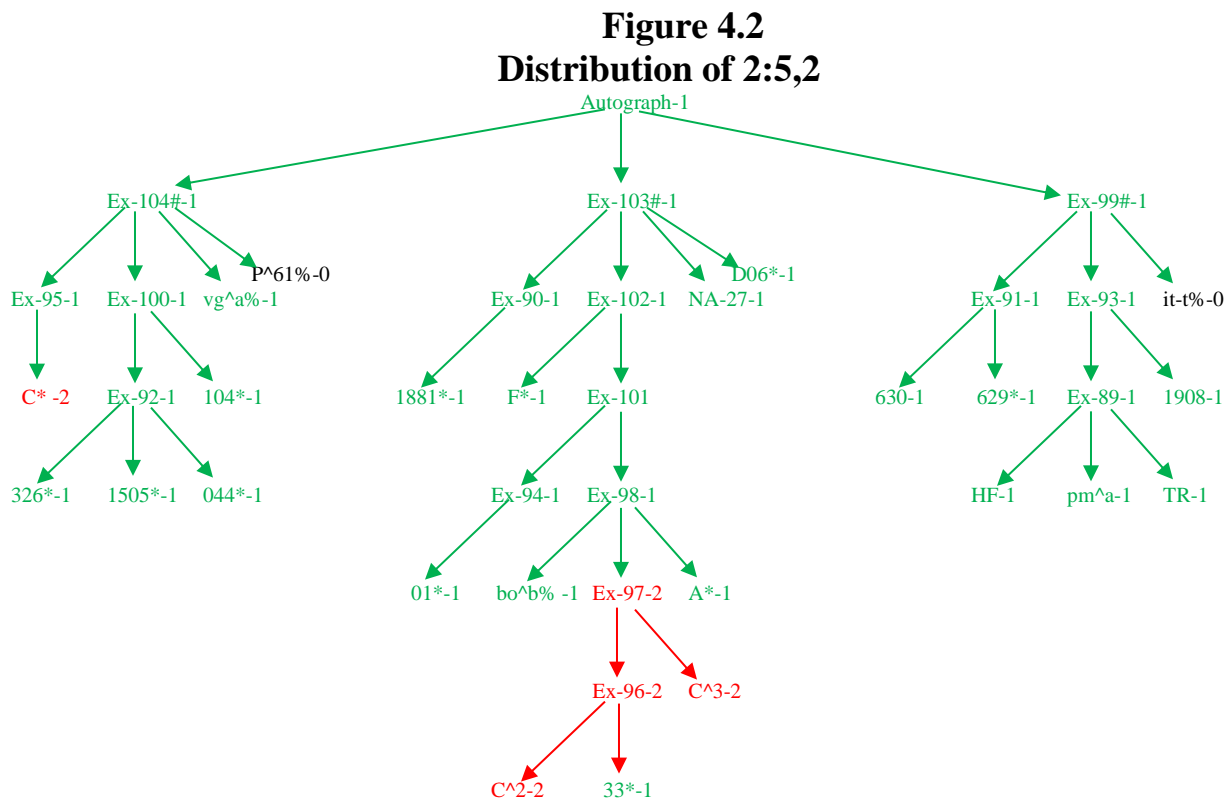 Figure 4.2
Distribution of 2:5,2
Autograph-1
Ex-104#-1 Ex-103#-1 Ex-99#-1
P^61%-0 D06*-1
Ex-95-1 Ex-100-1 vg^a%-1 Ex-90-1 Ex-102-1 NA-27-1 Ex-91-1 Ex-93-1 it-t%-0
C* -2 Ex-92-1 104*-1 1881*-1 F*-1 Ex-101 630-1 629*-1 Ex-89-1 1908-1
326*-1 1505*-1 044*-1 Ex-94-1 Ex-98-1 HF-1 pm^a-1 TR-1
01*-1 bo^b% -1 Ex-97-2 A*-1
Ex-96-2 C^3-2
C^2-2 33*-1